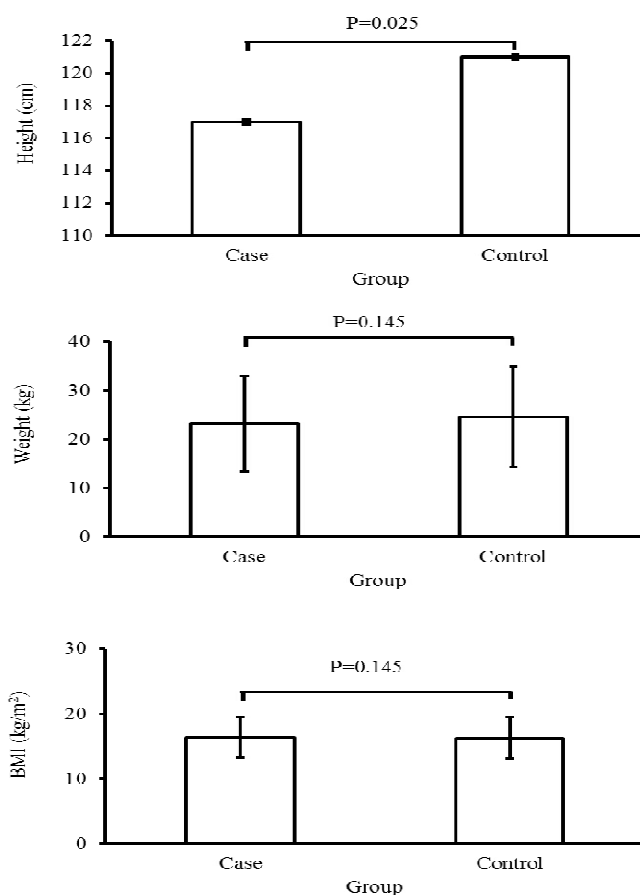 P=0.025
Height (cm)
122
120
118
116
114
112
110
Case Control
Group
P=0.145
Weight (kg)
40
30
20
10
0
Case Control
Group
P=0.145
BMI (kg/m²)
30
20
10
0
Case Control
Group